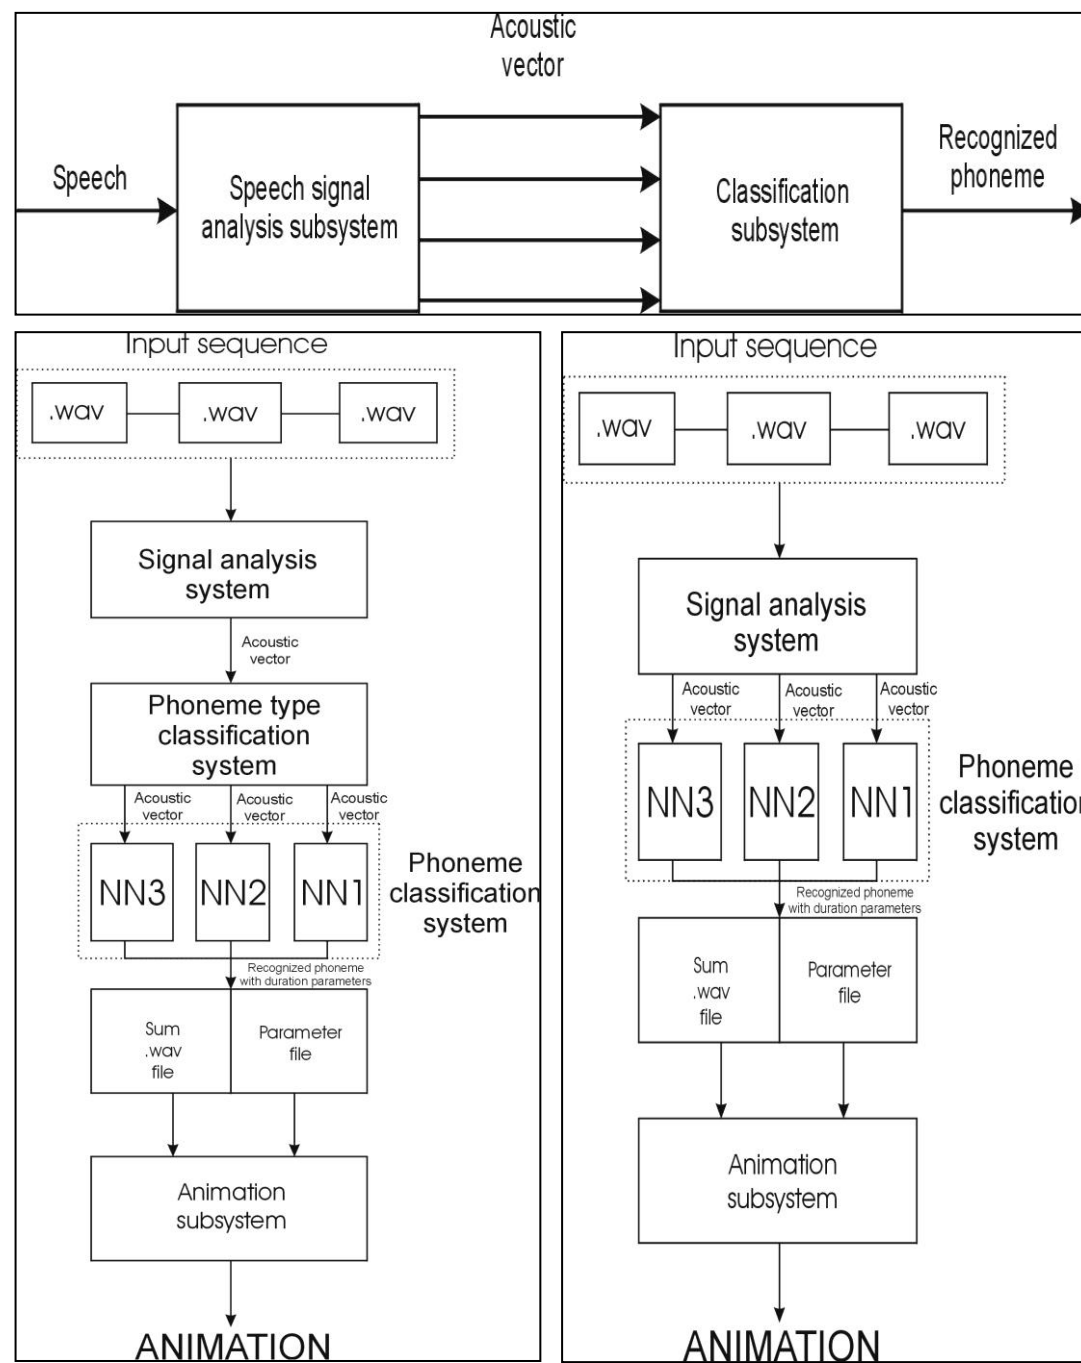 Acoustic
vector
Speech
Speech signal
analysis subsystem
Classification
subsystem
Recognized
phoneme
Input sequence
.wav
.wav
.wav
Signal analysis
system
Acoustic
vector
Phoneme type
classification
system
Acoustic
vector
Acoustic
vector
Acoustic
vector
NN3
NN2
NN1
Phoneme
classification
system
Recognized phoneme
with duration parameters
Sum
.wav
file
Parameter
file
Animation
subsystem
ANIMATION
Input sequence
.wav
.wav
.wav
Signal analysis
system
Acoustic
vector
Acoustic
vector
Acoustic
vector
NN3
NN2
NN1
Phoneme
classification
system
Recognized phoneme
with duration parameters
Sum
.wav
file
Parameter
file
Animation
subsystem
ANIMATION